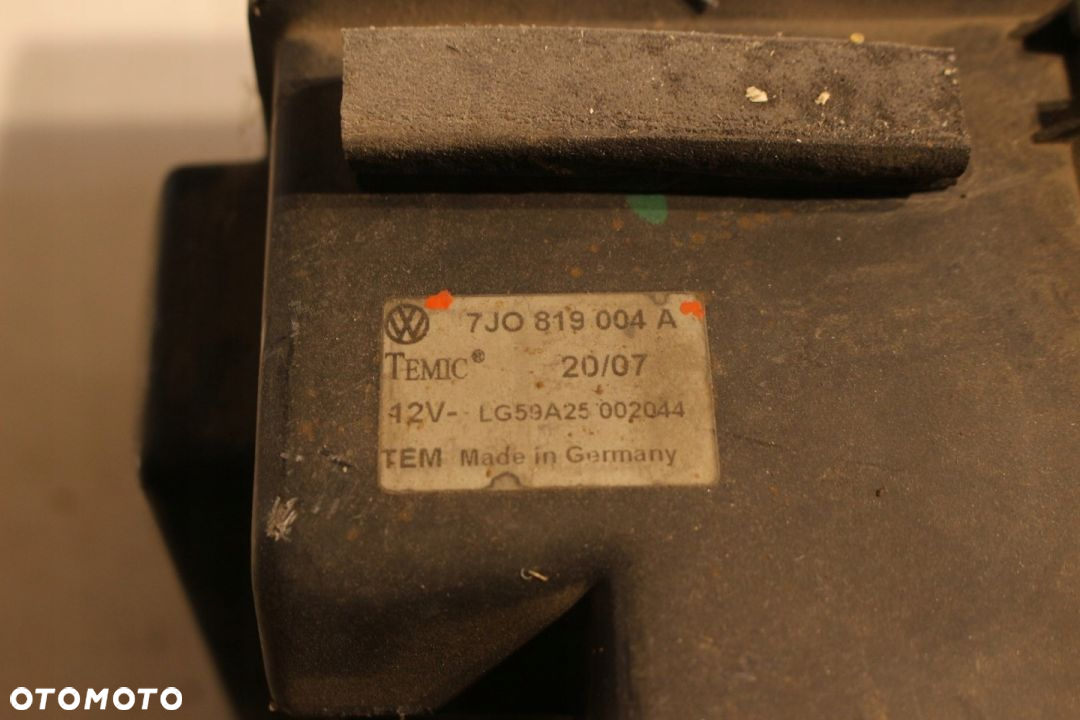 7JO 819 004 A
TEMIC® 20/07
12V- LG59A25 002044
TEM Made in Germany
OTOMOTO